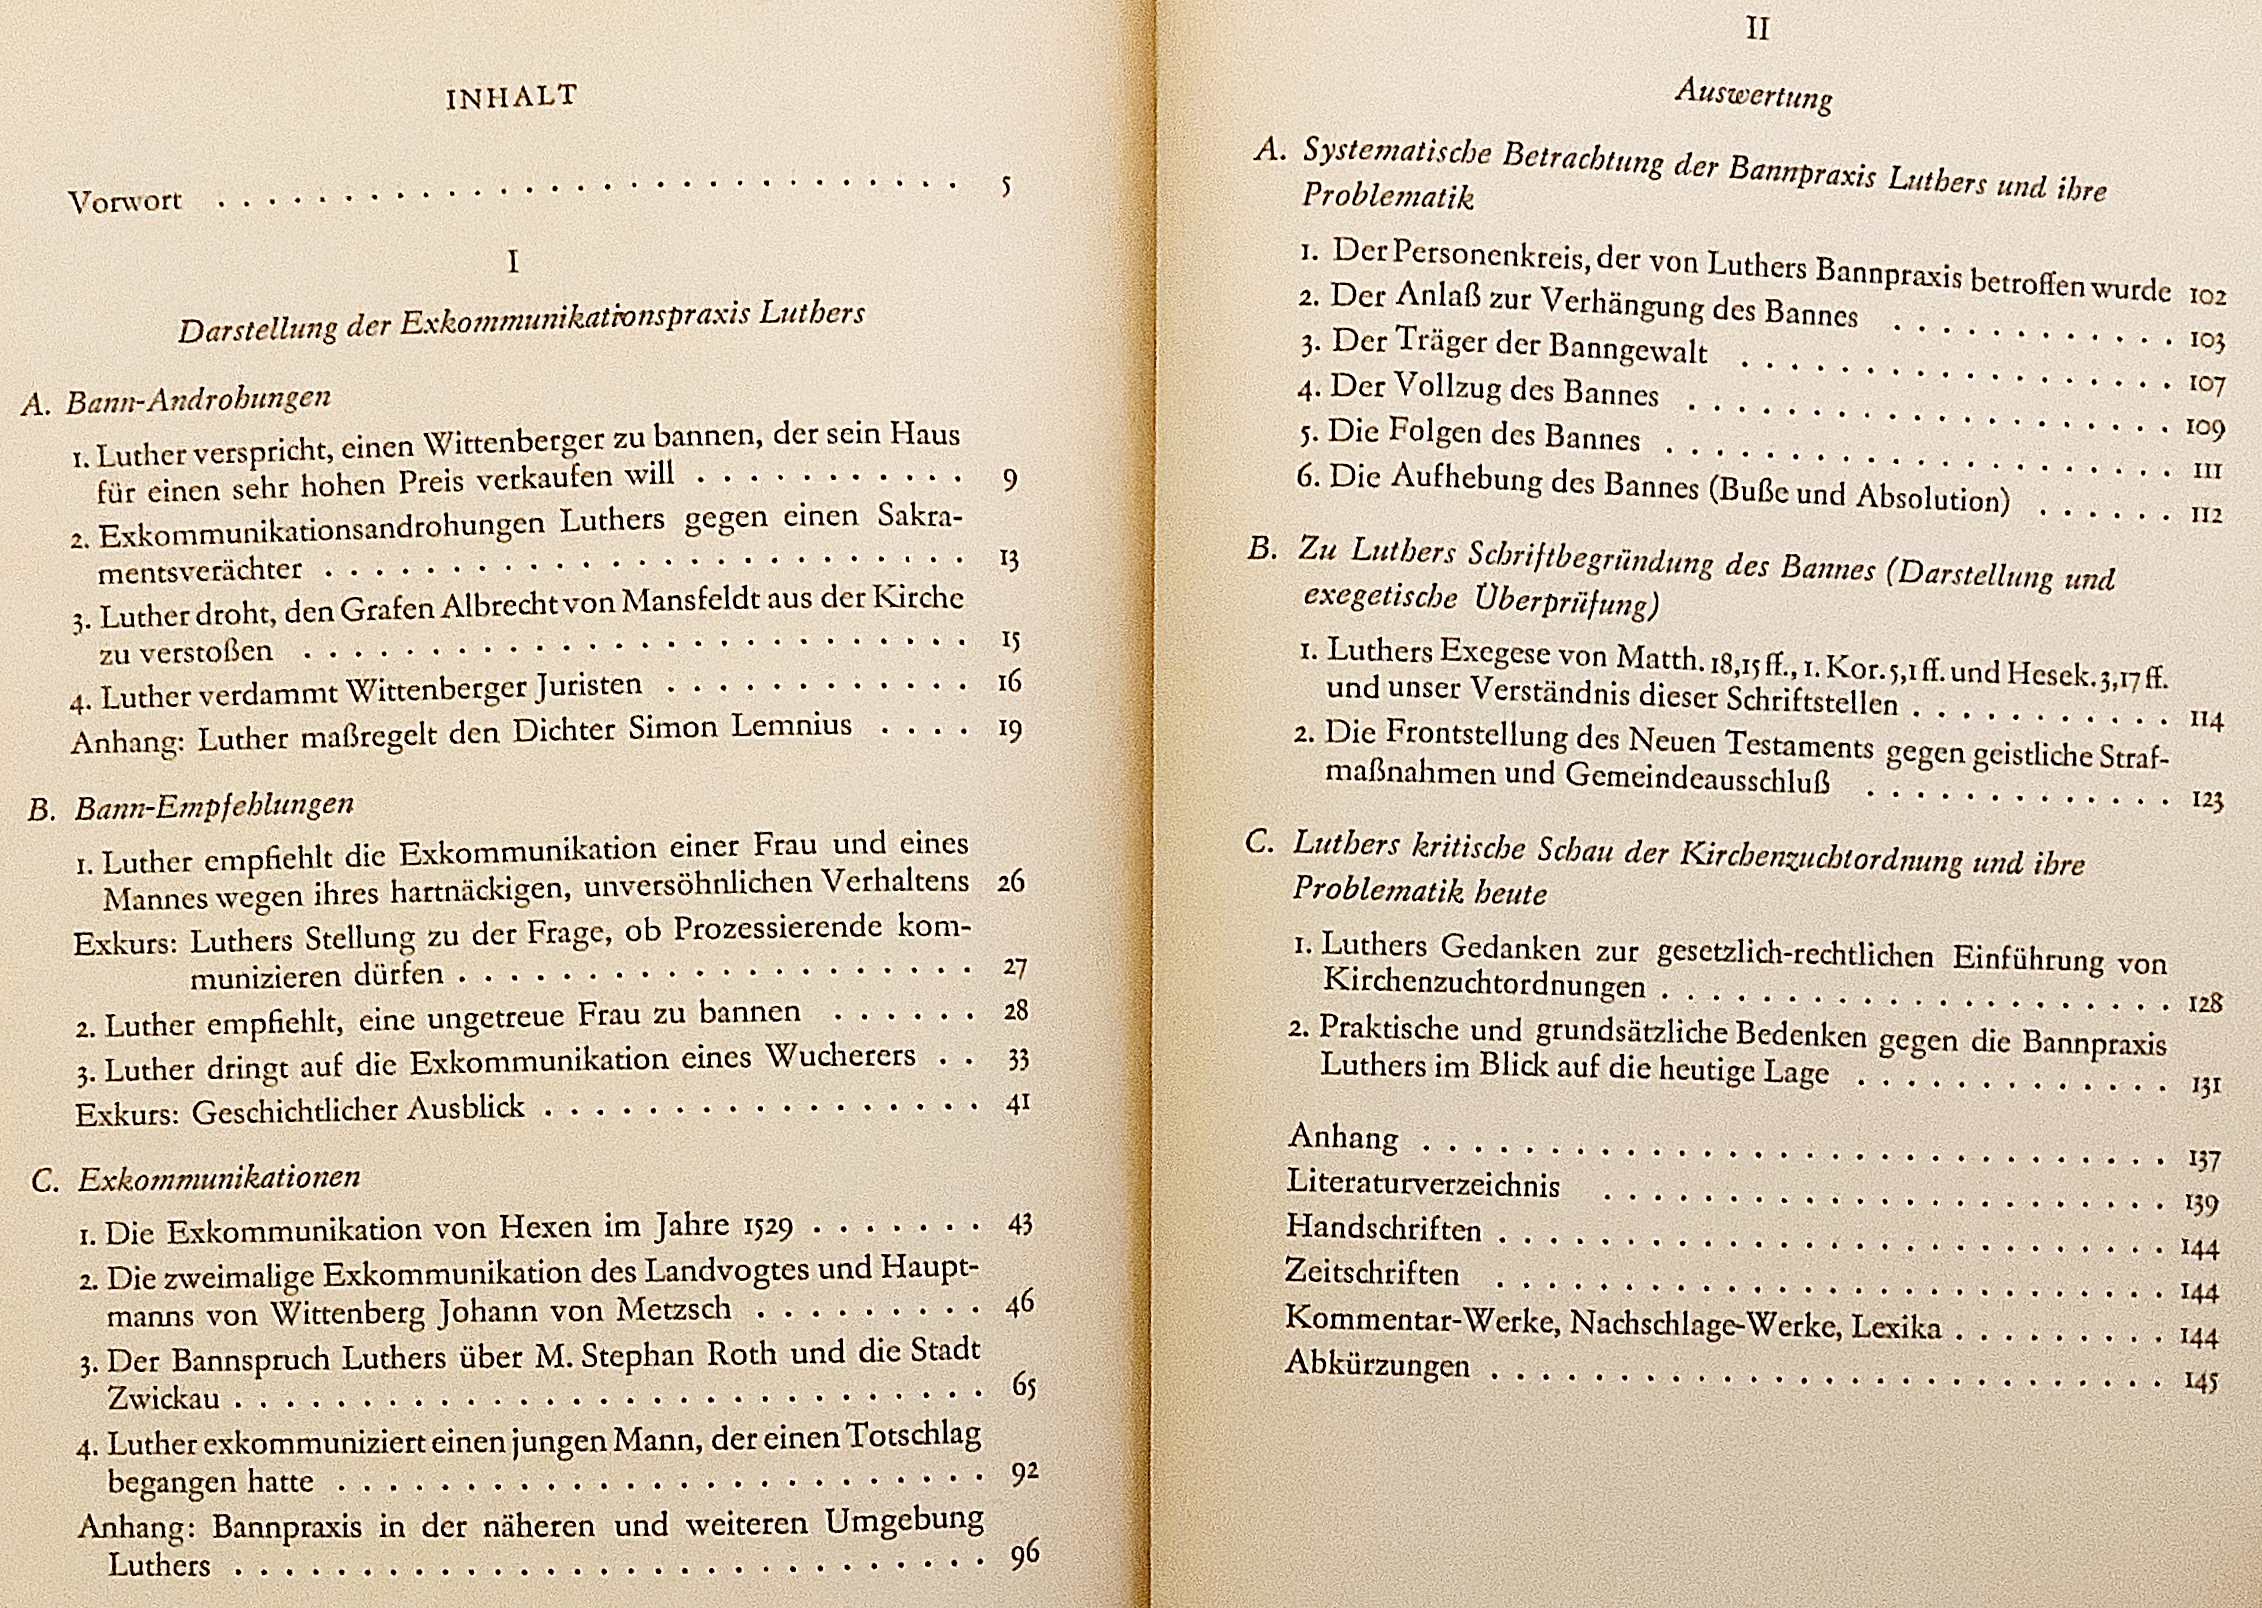 INHALT
Vorwort . . . . . . . . . . . . . . . . . . . . . . . . . . . . . 5
I
Darstellung der Exkommunikationspraxis Luthers
A. Bann-Androhungen
1. Luther verspricht, einen Wittenberger zu bannen, der sein Haus
für einen sehr hohen Preis verkaufen will . . . . . . . . . . . 9
2. Exkommunikationsandrohungen Luthers gegen einen Sakra-
mentsverächter . . . . . . . . . . . . . . . . . . . . . . . . . 13
3. Luther droht, den Grafen Albrecht von Mansfeldt aus der Kirche
zu verstoßen . . . . . . . . . . . . . . . . . . . . . . . . . . 15
4. Luther verdammt Wittenberger Juristen . . . . . . . . . . . . 16
Anhang: Luther maßregelt den Dichter Simon Lemnius . . . . 19
B. Bann-Empfehlungen
1. Luther empfiehlt die Exkommunikation einer Frau und eines
Mannes wegen ihres hartnäckigen, unversöhnlichen Verhaltens 26
Exkurs: Luthers Stellung zu der Frage, ob Prozessierende kom-
munizieren dürfen . . . . . . . . . . . . . . . . . . . . 27
2. Luther empfiehlt, eine ungetreue Frau zu bannen . . . . . . 28
3. Luther dringt auf die Exkommunikation eines Wucherers . . 33
Exkurs: Geschichtlicher Ausblick . . . . . . . . . . . . . . . . . 41
C. Exkommunikationen
1. Die Exkommunikation von Hexen im Jahre 1529 . . . . . . . 43
2. Die zweimalige Exkommunikation des Landvogtes und Haupt-
manns von Wittenberg Johann von Metzsch . . . . . . . . . 46
3. Der Bannspruch Luthers über M. Stephan Roth und die Stadt
Zwickau . . . . . . . . . . . . . . . . . . . . . . . . . . . . . 65
4. Luther exkommuniziert einen jungen Mann, der einen Totschlag
begangen hatte . . . . . . . . . . . . . . . . . . . . . . . . . 92
Anhang: Bannpraxis in der näheren und weiteren Umgebung
Luthers . . . . . . . . . . . . . . . . . . . . . . . . . . . . . 96
II
Auswertung
A. Systematische Betrachtung der Bannpraxis Luthers und ihre
Problematik
1. Der Personenkreis, der von Luthers Bannpraxis betroffen wurde 102
2. Der Anlaß zur Verhängung des Bannes . . . . . . . . . . . . 103
3. Der Träger der Banngewalt . . . . . . . . . . . . . . . . . 107
4. Der Vollzug des Bannes . . . . . . . . . . . . . . . . . . . 109
5. Die Folgen des Bannes . . . . . . . . . . . . . . . . . . . . 111
6. Die Aufhebung des Bannes (Buße und Absolution) . . . . . . 112
B. Zu Luthers Schriftbegründung des Bannes (Darstellung und
exegetische Überprüfung)
1. Luthers Exegese von Matth. 18,15 ff., 1. Kor. 5,1 ff. und Hesek. 3,17 ff.
und unser Verständnis dieser Schriftstellen . . . . . . . . . . . 114
2. Die Frontstellung des Neuen Testaments gegen geistliche Straf-
maßnahmen und Gemeindeausschluß . . . . . . . . . . . . . 123
C. Luthers kritische Schau der Kirchenzuchtordnung und ihre
Problematik heute
1. Luthers Gedanken zur gesetzlich-rechtlichen Einführung von
Kirchenzuchtordnungen . . . . . . . . . . . . . . . . . . . . . 128
2. Praktische und grundsätzliche Bedenken gegen die Bannpraxis
Luthers im Blick auf die heutige Lage . . . . . . . . . . . . . 131
Anhang . . . . . . . . . . . . . . . . . . . . . . . . . . . . . . 137
Literaturverzeichnis . . . . . . . . . . . . . . . . . . . . . . . 139
Handschriften . . . . . . . . . . . . . . . . . . . . . . . . . . . 144
Zeitschriften . . . . . . . . . . . . . . . . . . . . . . . . . . . 144
Kommentar-Werke, Nachschlage-Werke, Lexika . . . . . . . . . 144
Abkürzungen . . . . . . . . . . . . . . . . . . . . . . . . . . . 145